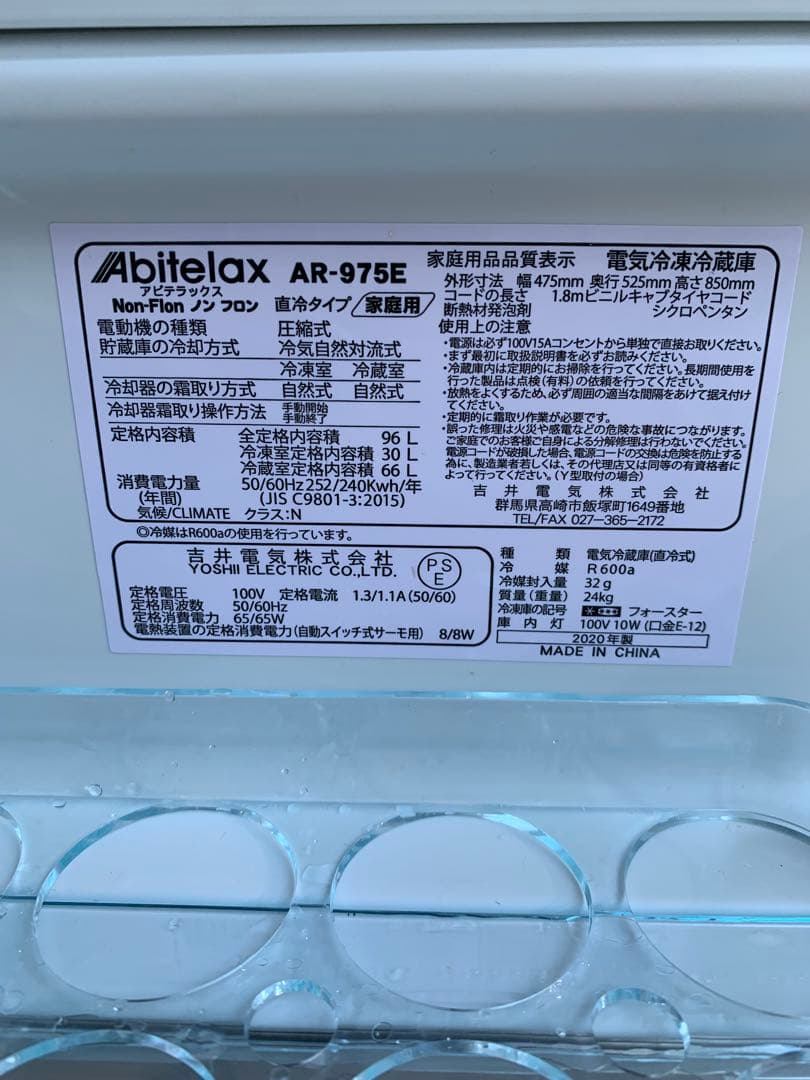 Abitelax AR-975E
アビテラックス
Non-Flon ノンフロン 直冷タイプ 家庭用
電動機の種類 圧縮式
貯蔵庫の冷却方式 冷気自然対流式
冷凍室 冷蔵室
冷却器の霜取り方式 自然式 自然式
冷却器霜取り操作方法 手動開始
手動終了
定格内容積 全定格内容積 96 L
冷凍室定格内容積 30 L
冷蔵室定格内容積 66 L
消費電力量 50/60Hz 252/240Kwh/年
(年間) (JIS C9801-3:2015)
気候/CLIMATE クラス:N
家庭用品品質表示 電気冷凍冷蔵庫
外形寸法 幅 475mm 奥行 525mm 高さ 850mm
コードの長さ 1.8mビニルキャブタイヤコード
断熱材発泡剤 シクロペンタン
使用上の注意
・電源は必ず100V15Aコンセントから単独で直接お取りください。
・まず最初に取扱説明書を必ずお読みください。
・冷蔵庫内は定期的にお掃除を行ってください。長期間使用を
行った製品は点検(有料)の依頼を行ってください。
・放熱をよくするため、必ず周囲の適当な間隔をあけて据え付け
てください。
・定期的に霜取り作業が必要です。
・誤った修理は火災や感電などの危険な事故につながります。
ご家庭でのお客様ご自身による分解修理は行わないでください。
電源コードが破損した場合、電源コードの交換は危険を防止する
為に、製造業者若しくは、その代理店又は同等の有資格者に
よって行てください。(Y型取付の場合)
吉井電気株式会社
群馬県高崎市飯塚町1649番地
TEL/FAX 027-365-2172
◎冷媒はR600aの使用を行っています。
吉井電気株式会社
YOSHII ELECTRIC CO.,LTD.
PS
E
定格電圧 100V 定格電流 1.3/1.1A (50/60)
定格周波数 50/60Hz
定格消費電力 65/65W
電熱装置の定格消費電力(自動スイッチ式サーモ用) 8/8W
種類 電気冷蔵庫(直冷式)
冷媒 R600a
冷媒封入量 32g
質量(重量) 24kg
冷凍庫の記号 フォースター
庫内灯 100V 10W (口金E-12)
2020年製
MADE IN CHINA